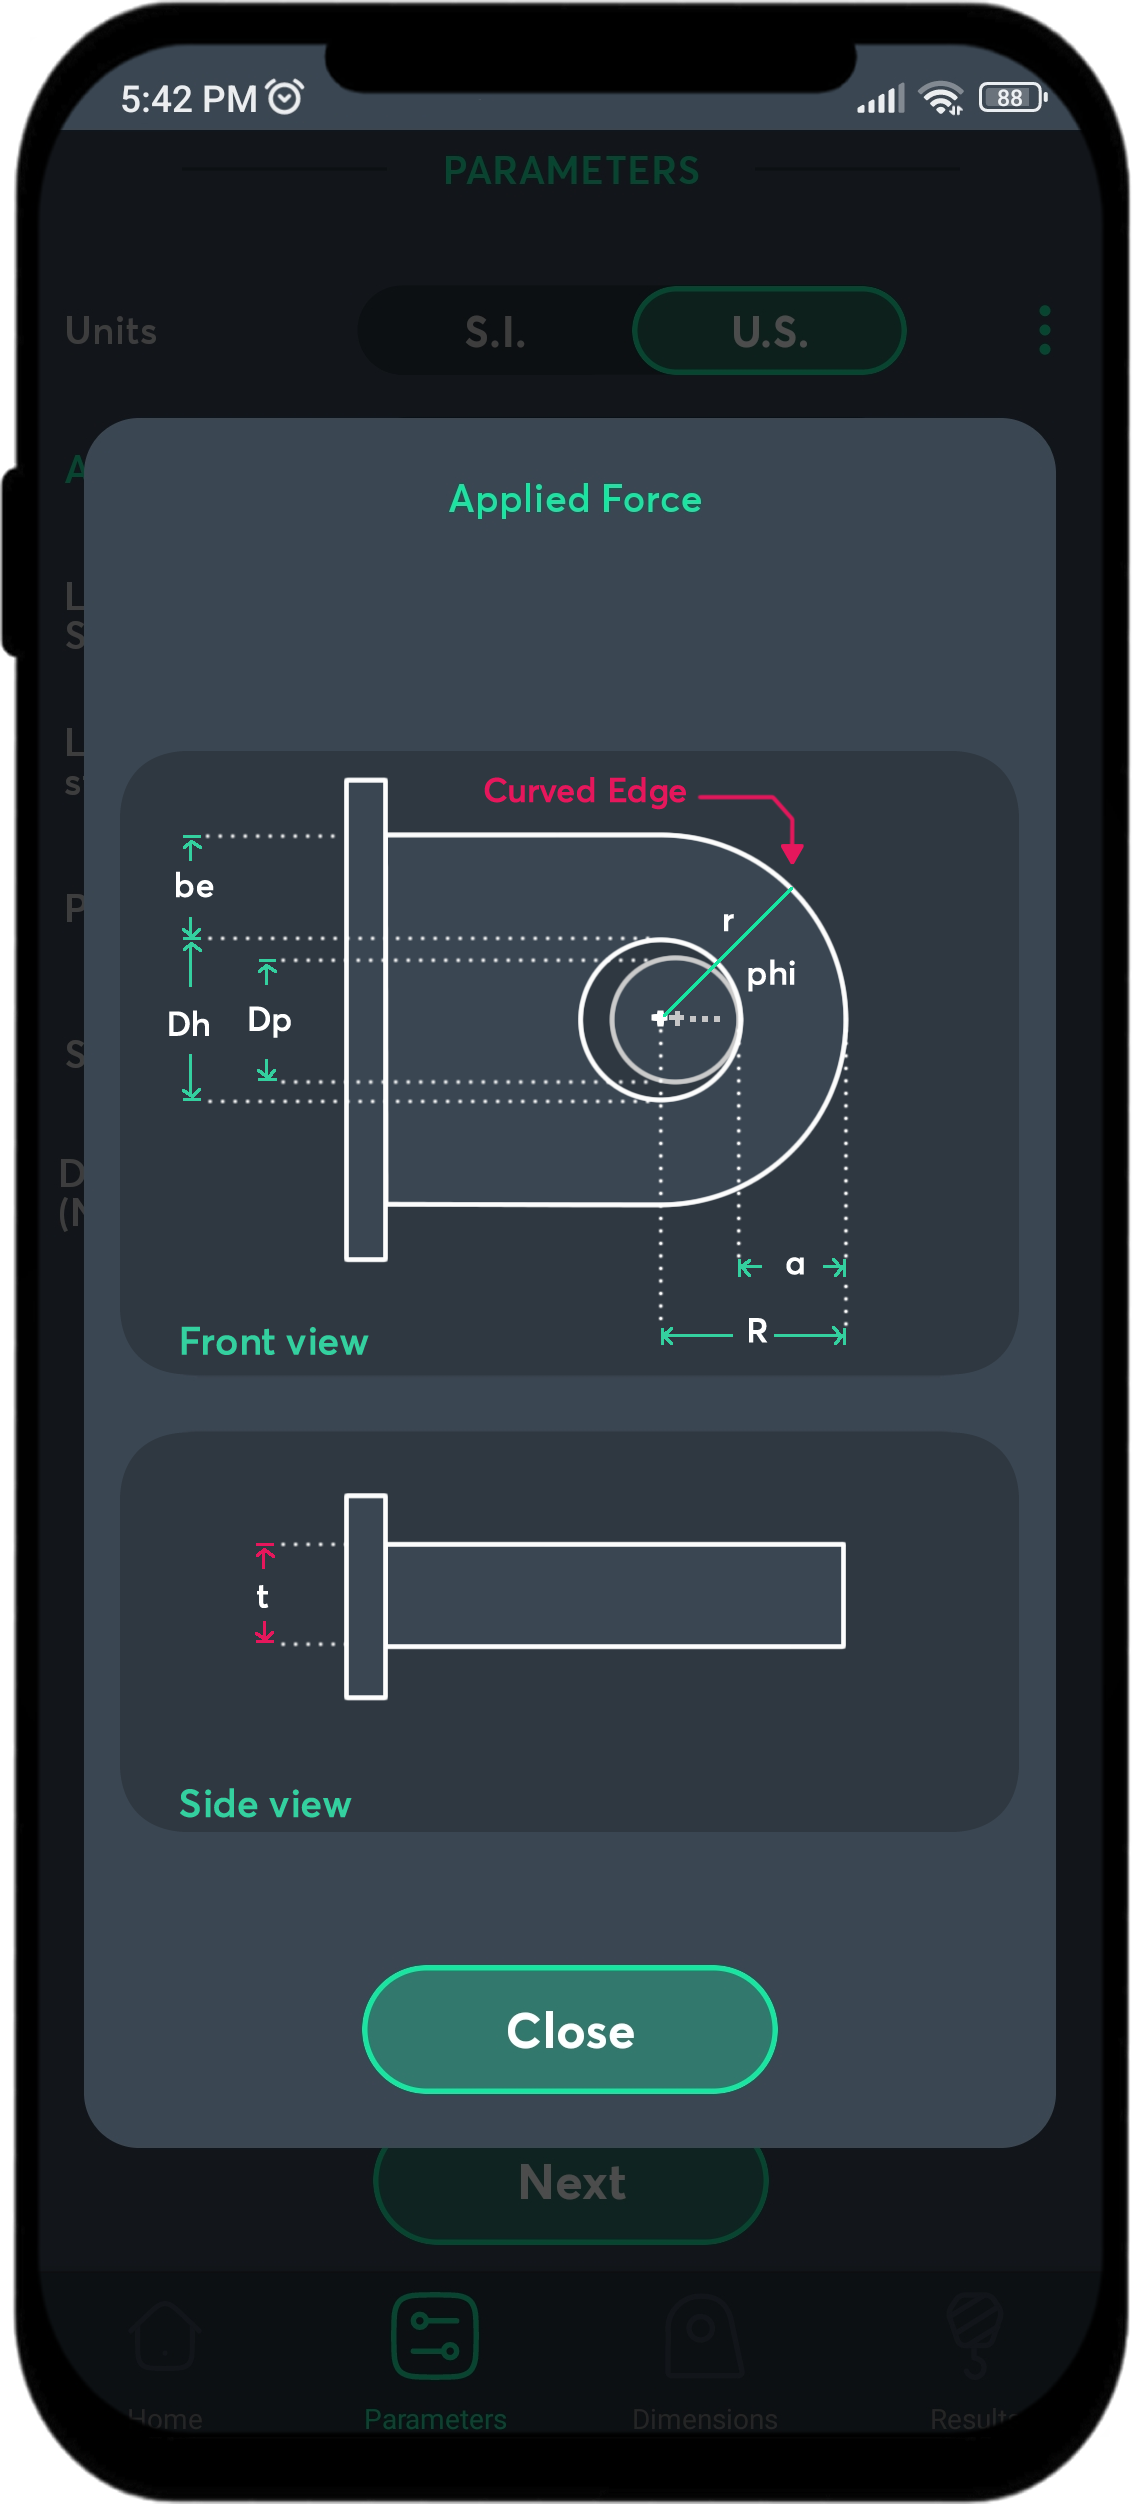 5:42 PM
88
PARAMETERS
Units
S.I.
U.S.
Applied Force
Curved Edge
be
r
phi
Dh
Dp
a
R
Front view
t
Side view
Close
Next
Home
Parameters
Dimensions
Results